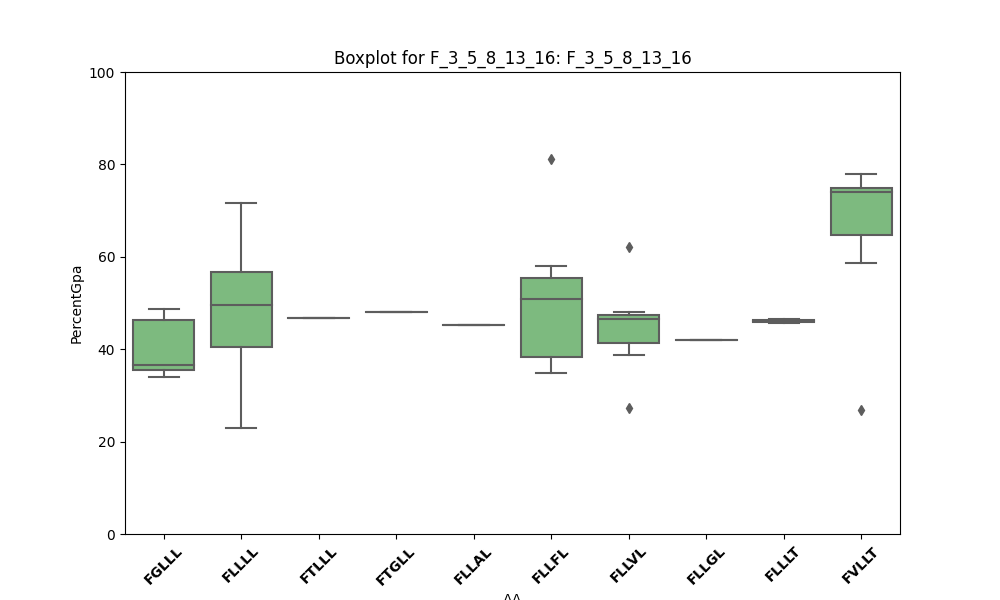 Boxplot for F_3_5_8_13_16: F_3_5_8_13_16
100
80
60
40
20
0
PercentGpa
FGLLL
FLLLL
FTLLL
FTGLL
FLLAL
FLLFL
FLLVL
FLLGL
FLLLT
FVLLT
AA